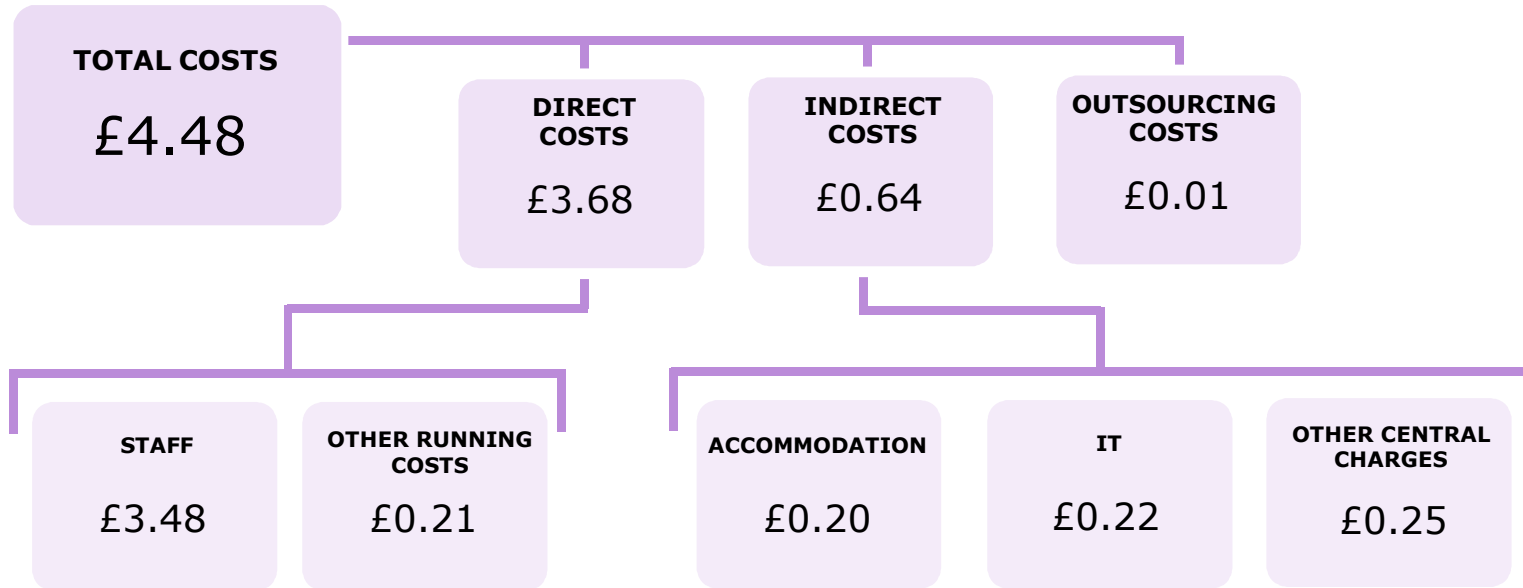 TOTAL COSTS
£4.48
DIRECT
COSTS
£3.68
INDIRECT
COSTS
£0.64
OUTSOURCING
COSTS
£0.01
STAFF
£3.48
OTHER RUNNING
COSTS
£0.21
ACCOMMODATION
£0.20
IT
£0.22
OTHER CENTRAL
CHARGES
£0.25